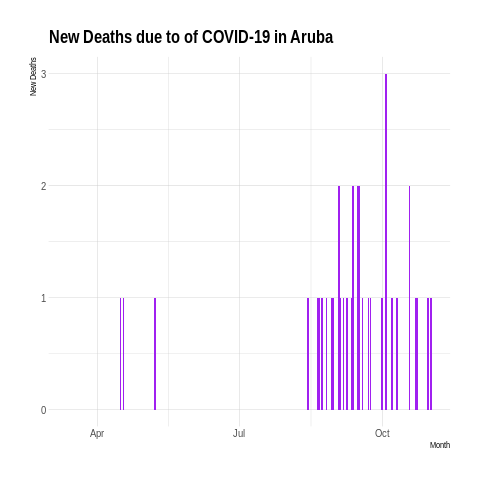 New Deaths due to of COVID-19 in Aruba
New Deaths
3
2
1
0
Apr Jul Oct
Month